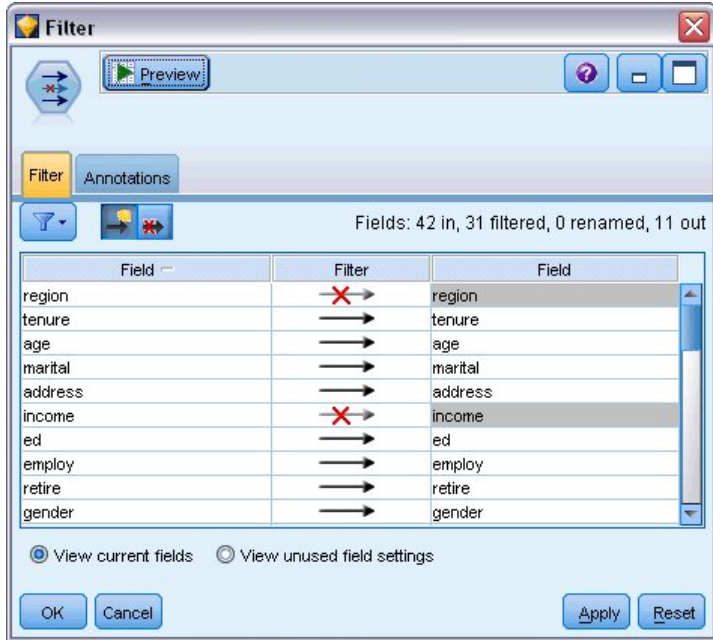 Filter
Preview
Filter
Annotations
Fields: 42 in, 31 filtered, 0 renamed, 11 out
Field Filter Field
region region
tenure tenure
age age
marital marital
address address
income income
ed ed
employ employ
retire retire
gender gender
View current fields View unused field settings
OK Cancel Apply Reset